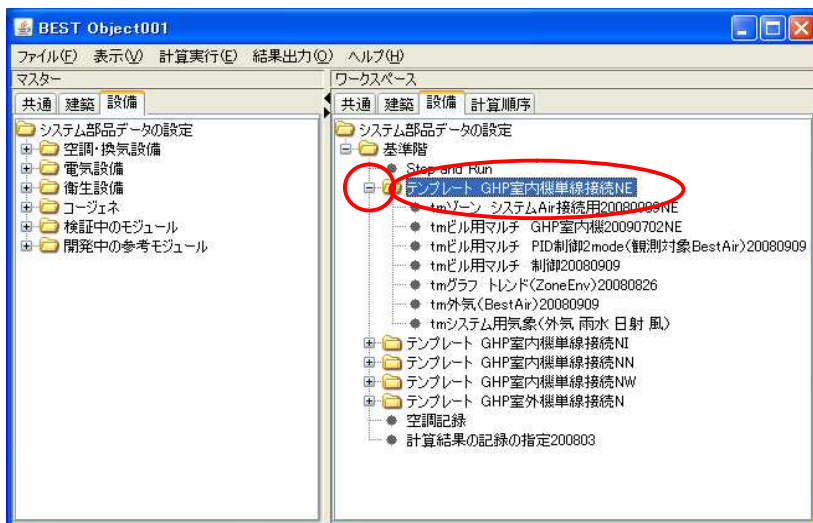 BEST Object001
ファイル(F) 表示(V) 計算実行(E) 結果出力(O) ヘルプ(H)
マスター
共通 建築 設備
システム部品データの設定
空調・換気設備
電気設備
衛生設備
コージェネ
検証中のモジュール
開発中の参考モジュール
ワークスペース
共通 建築 設備 計算順序
システム部品データの設定
基準階
Step and Run
テンプレート GHP室内機単線接続NE
tmゾーン システムAir接続用20080909NE
tmビル用マルチ GHP室内機20090702NE
tmビル用マルチ PID制御2mode(観測対象BestAir)20080909
tmビル用マルチ 制御20080909
tmグラフ トレンド(ZoneEnv)20080826
tm外気(BestAir)20080909
tmシステム用気象(外気 雨水 日射 風)
テンプレート GHP室内機単線接続NI
テンプレート GHP室内機単線接続NN
テンプレート GHP室内機単線接続NW
テンプレート GHP室外機単線接続N
空調記録
計算結果の記録の指定200803